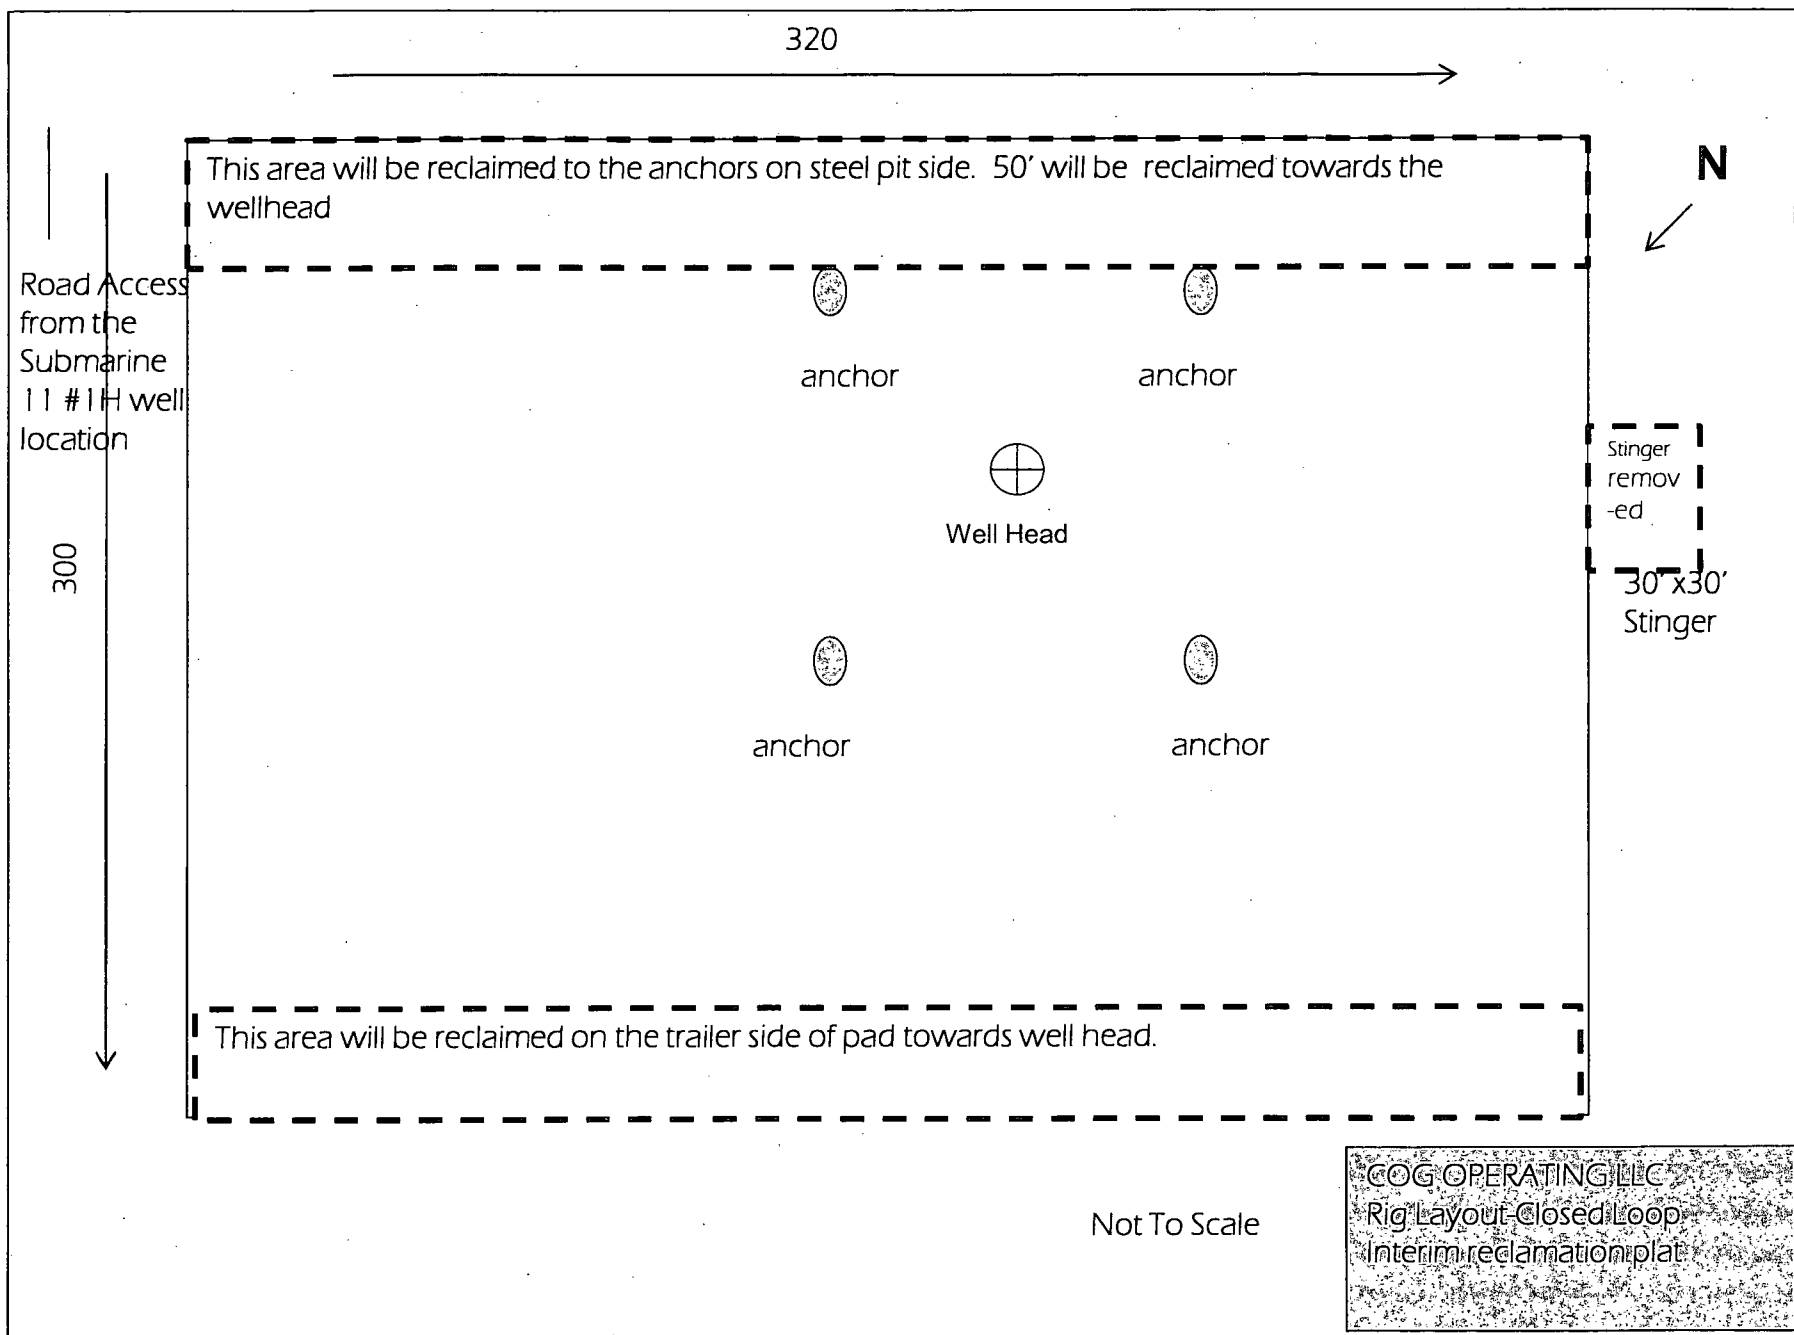 320
This area will be reclaimed to the anchors on steel pit side. 50' will be reclaimed towards the
wellhead
N
Road Access
from the
Submarine
11 #1H well
location
anchor
anchor
Stinger
remov
-ed
Well Head
300
30' x30'
Stinger
anchor
anchor
This area will be reclaimed on the trailer side of pad towards well head.
Not To Scale
COG OPERATING LLC
Rig Layout-Closed Loop
Interim reclamation plat